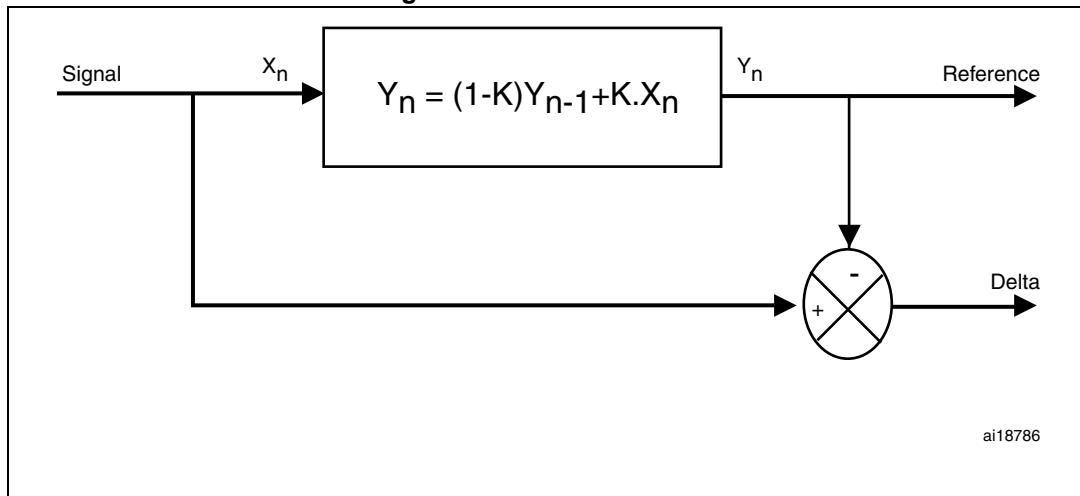 Signal
Xn
Yn = (1-K)Yn-1+K.Xn
Yn
Reference
-
+
Delta
ai18786